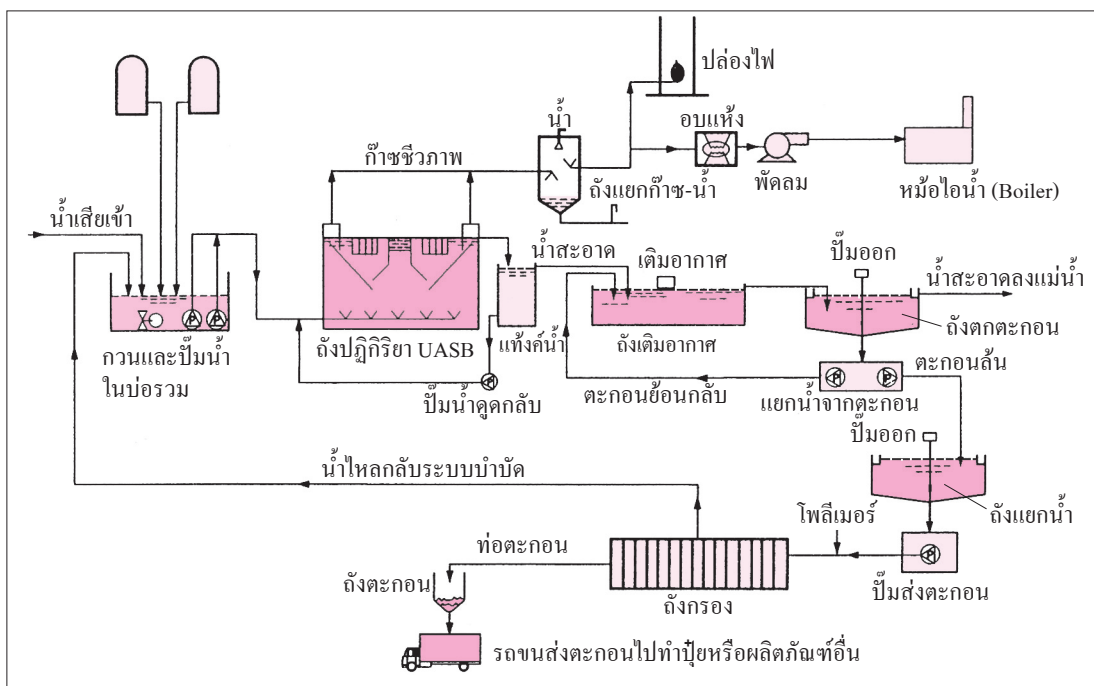 ปล่องไฟ
น้ำ
อบแห้ง
ก๊าซชีวภาพ
ถังแยกก๊าซ-น้ำ
พัดลม
หม้อไอน้ำ (Boiler)
น้ำเสียเข้า
น้ำสะอาด
เติมอากาศ
ปั๊มออก
น้ำสะอาดลงแม่น้ำ
P P
กวนและปั๊มน้ำ
ในบ่อรวม
ถังปฏิกิริยา UASB
แท้งค์น้ำ
ถังเติมอากาศ
ถังตกตะกอน
P
ปั๊มน้ำดูดกลับ
ตะกอนย้อนกลับ
P P
ตะกอนล้น
แยกน้ำจากตะกอน
ปั๊มออก
น้ำไหลกลับระบบบำบัด
ถังแยกน้ำ
โพลีเมอร์
ท่อตะกอน
P
ถังตะกอน
ถังกรอง
ปั๊มส่งตะกอน
รถขนส่งตะกอนไปทำปุ๋ยหรือผลิตภัณฑ์อื่น